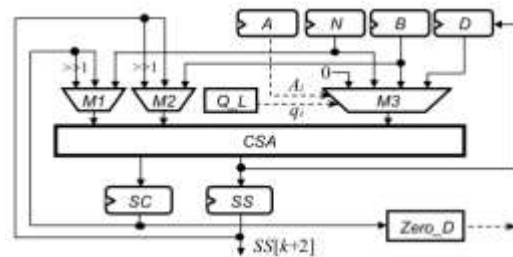 A N B D
>>1 >>1 0
M1 M2 Q_L A_i q_i M3
CSA
SC SS Zero_D
SS[k+2]